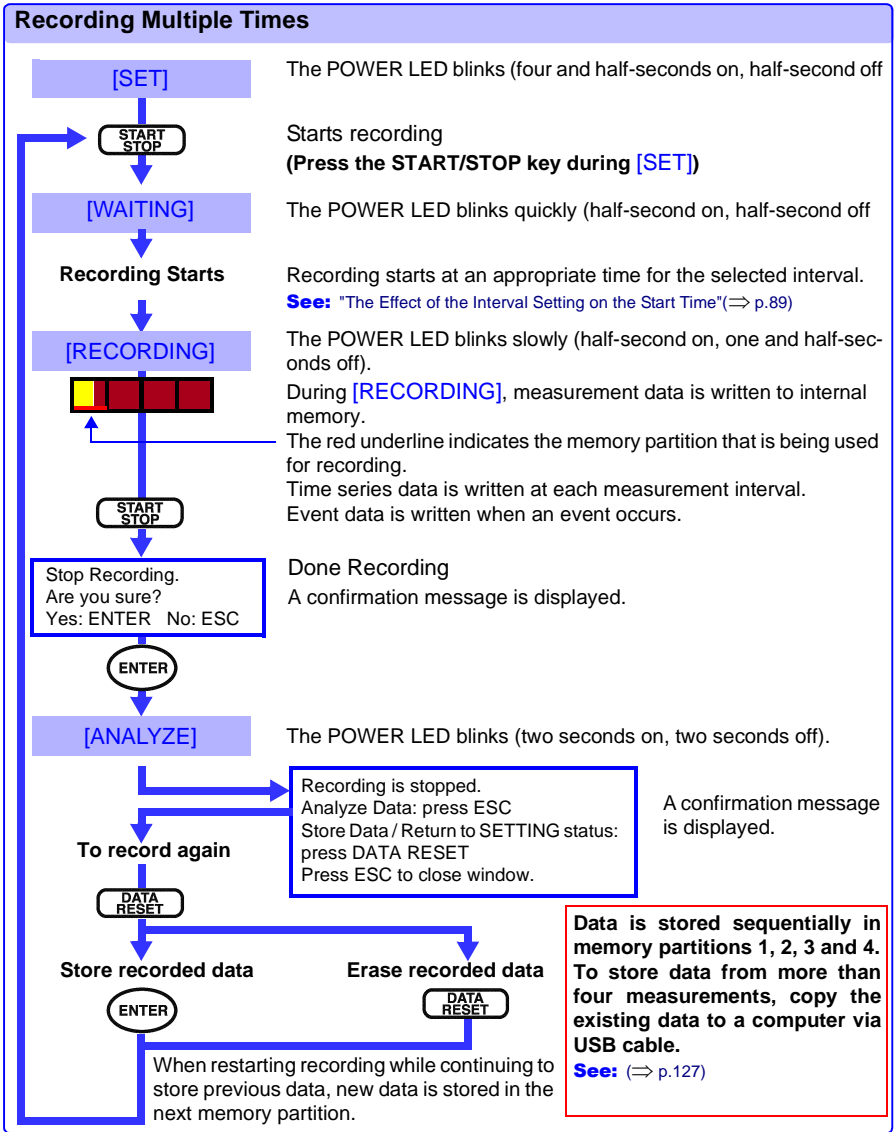 Recording Multiple Times
[SET]
The POWER LED blinks (four and half-seconds on, half-second off
START
STOP
Starts recording
(Press the START/STOP key during [SET])
[WAITING]
The POWER LED blinks quickly (half-second on, half-second off
Recording Starts
Recording starts at an appropriate time for the selected interval.
See: "The Effect of the Interval Setting on the Start Time"(⇒ p.89)
[RECORDING]
The POWER LED blinks slowly (half-second on, one and half-sec-
onds off).
During [RECORDING], measurement data is written to internal
memory.
The red underline indicates the memory partition that is being used
for recording.
Time series data is written at each measurement interval.
Event data is written when an event occurs.
START
STOP
Stop Recording.
Are you sure?
Yes: ENTER No: ESC
Done Recording
A confirmation message is displayed.
ENTER
[ANALYZE]
The POWER LED blinks (two seconds on, two seconds off).
Recording is stopped.
Analyze Data: press ESC
Store Data / Return to SETTING status:
press DATA RESET
Press ESC to close window.
A confirmation message
is displayed.
To record again
DATA
RESET
Store recorded data
Erase recorded data
ENTER
DATA
RESET
When restarting recording while continuing to
store previous data, new data is stored in the
next memory partition.
Data is stored sequentially in
memory partitions 1, 2, 3 and 4.
To store data from more than
four measurements, copy the
existing data to a computer via
USB cable.
See: (⇒ p.127)